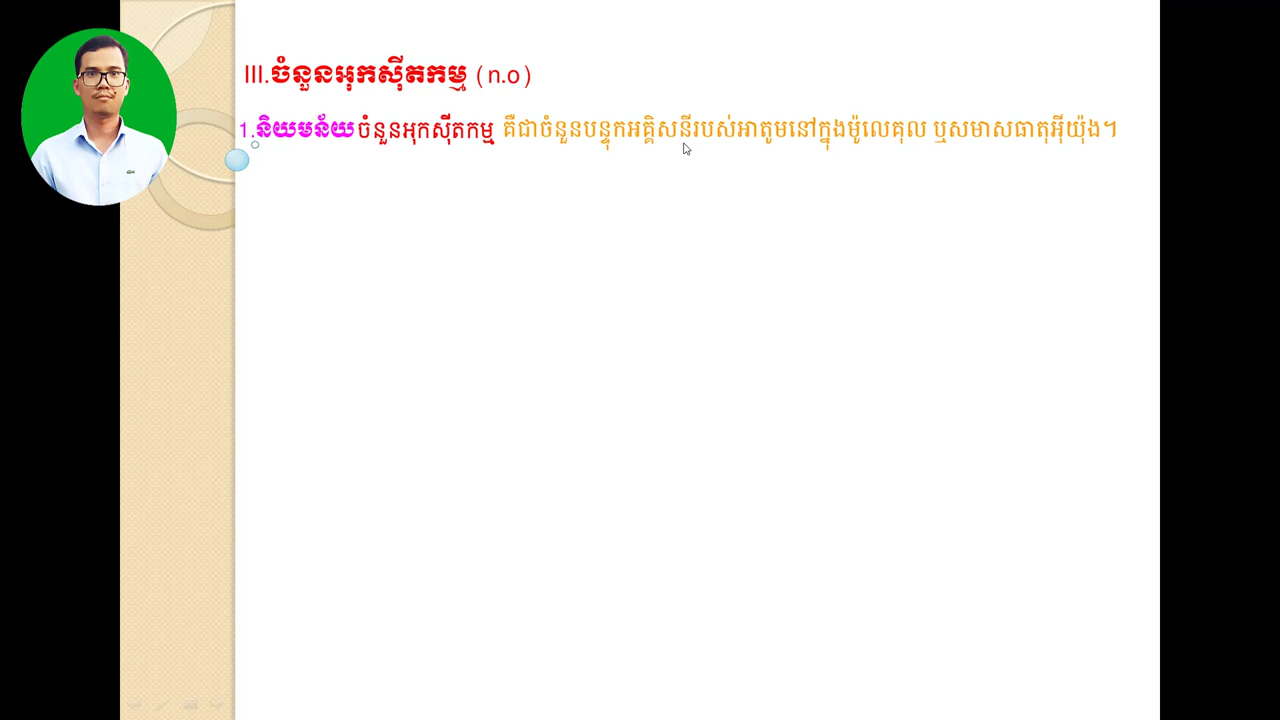 III.ចំនួនអុកស៊ីតកម្ម (n.o)
1.និយមន័យចំនួនអុកស៊ីតកម្ម គឺជាចំនួនបន្ទុកអគ្គិសនីរបស់អាតូមនៅក្នុងម៉ូលេគុល ឬសមាសធាតុអ៊ីយ៉ុង។